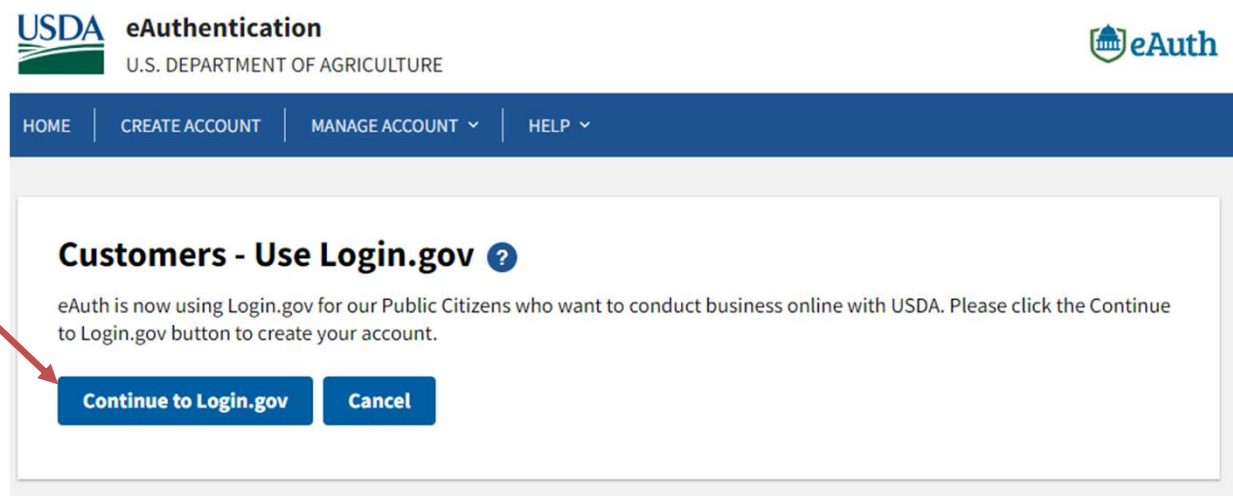 USDA
eAuthentication
U.S. DEPARTMENT OF AGRICULTURE
eAuth
HOME CREATE ACCOUNT MANAGE ACCOUNT HELP
Customers - Use Login.gov ?
eAuth is now using Login.gov for our Public Citizens who want to conduct business online with USDA. Please click the Continue
to Login.gov button to create your account.
Continue to Login.gov Cancel